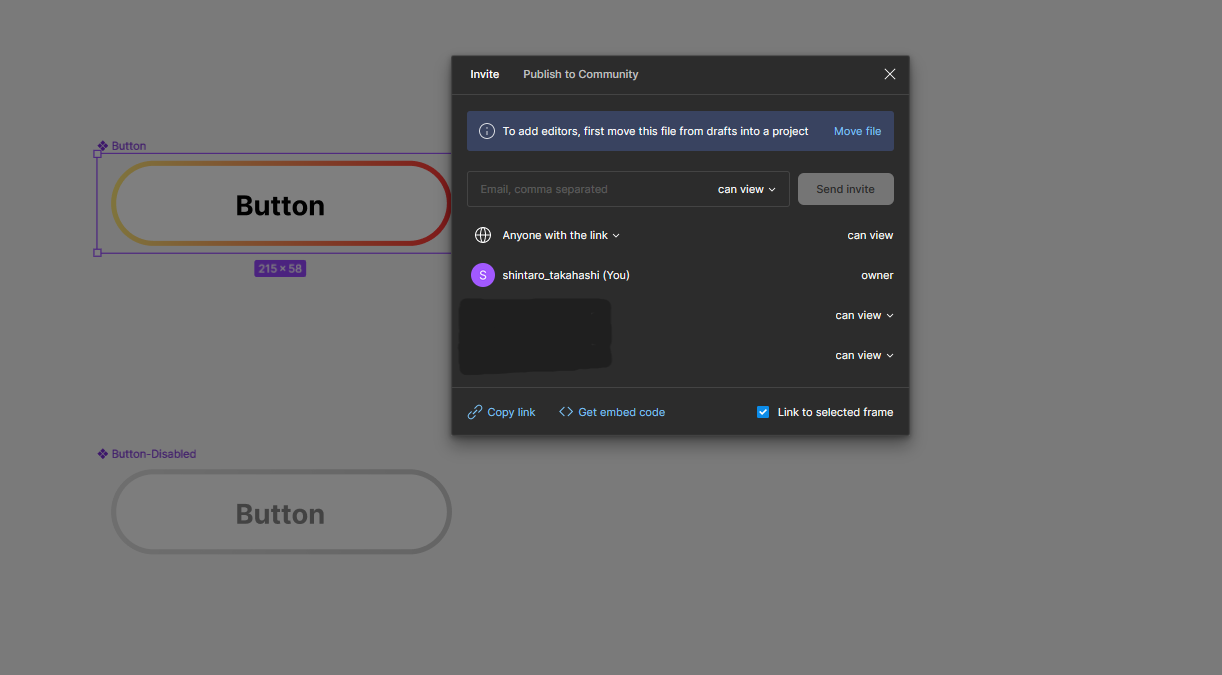 Invite Publish to Community
To add editors, first move this file from drafts into a project Move file
Button
Email, comma separated can view Send invite
Button
Anyone with the link can view
215 × 58
S shintaro_takahashi (You) owner
can view
can view
Copy link Get embed code Link to selected frame
Button-Disabled
Button